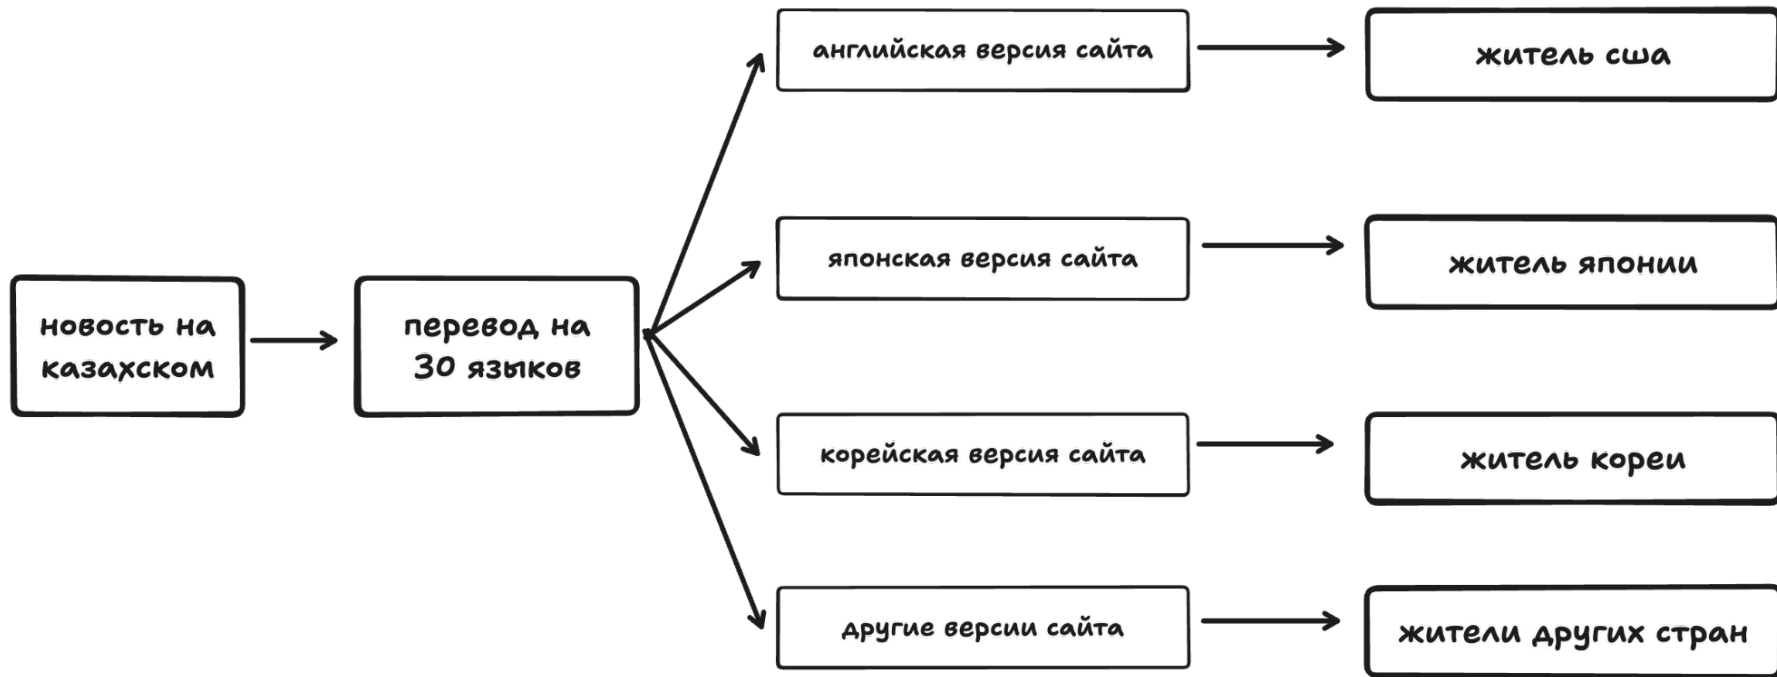 новость на
казахском
перевод на
30 языков
английская версия сайта
житель сша
японская версия сайта
житель японии
корейская версия сайта
житель кореи
другие версии сайта
жители других стран